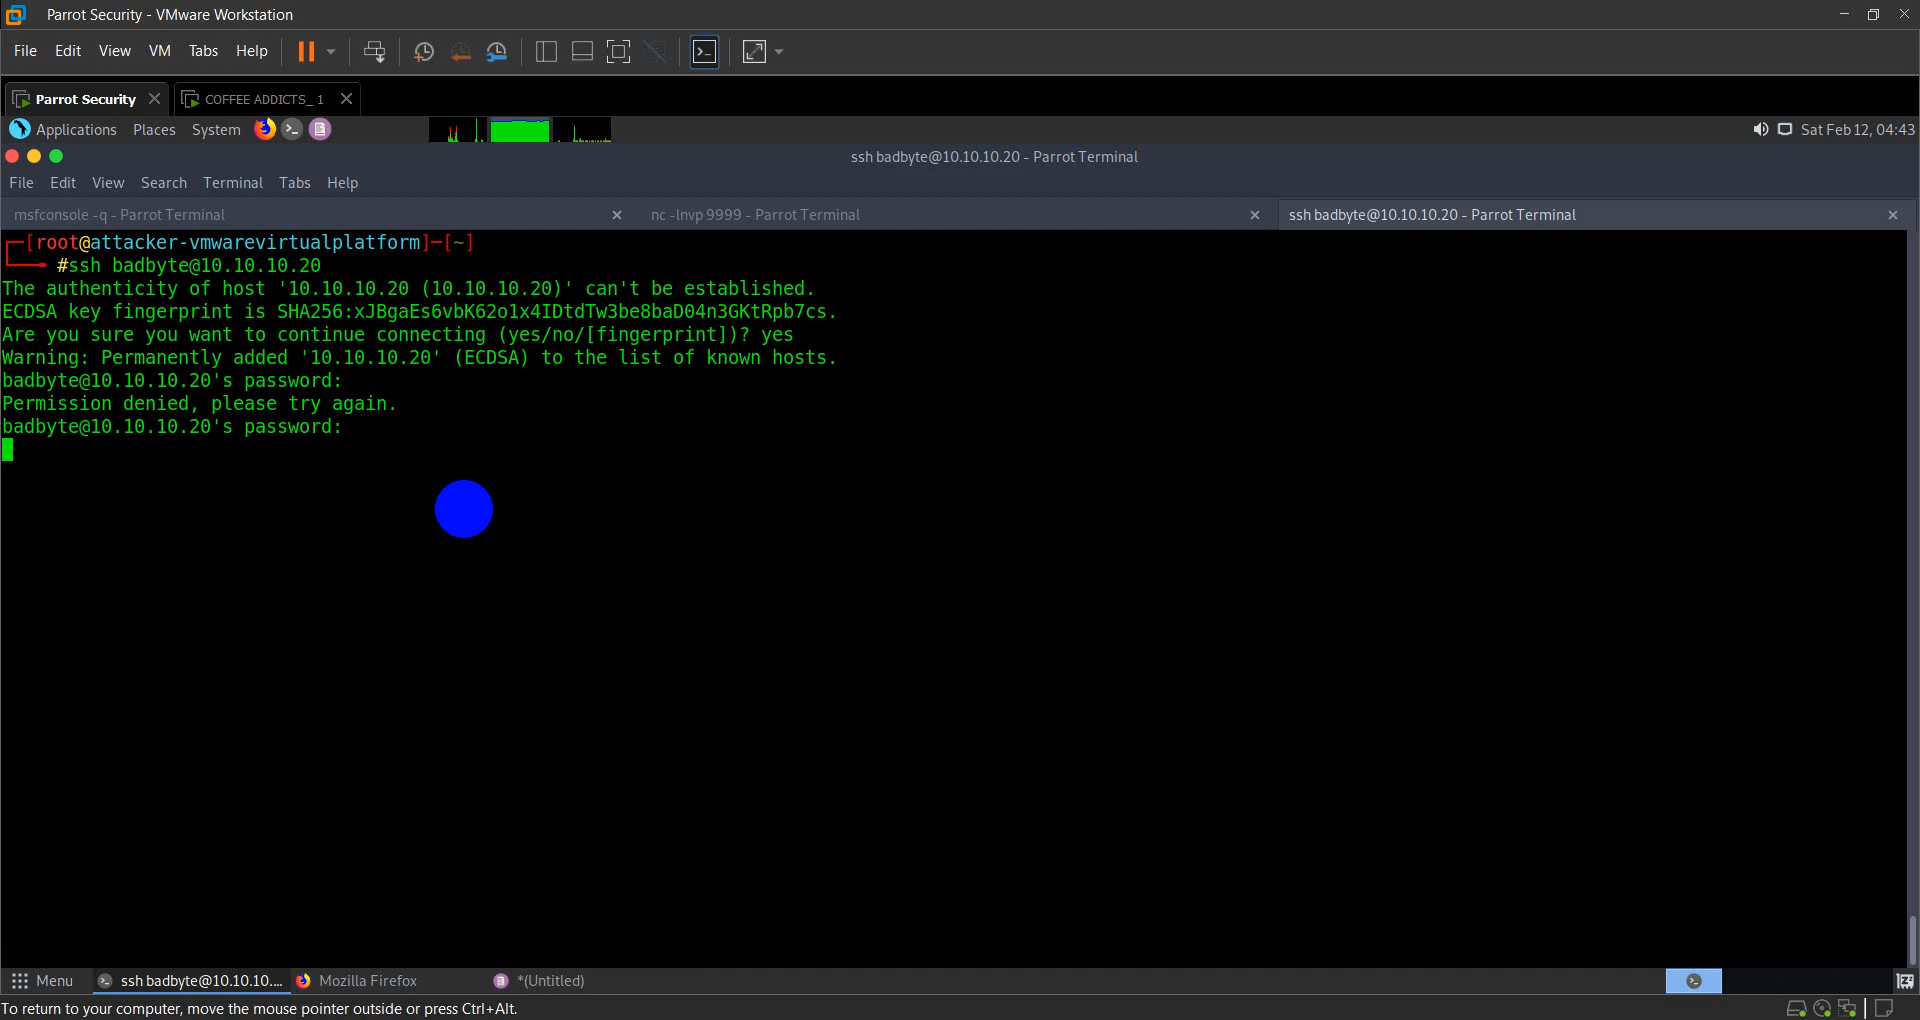 Parrot Security - VMware Workstation
File Edit View VM Tabs Help
Parrot Security COFFEE ADDICTS_ 1
Applications Places System Sat Feb 12, 04:43
ssh badbyte@10.10.10.20 - Parrot Terminal
File Edit View Search Terminal Tabs Help
msfconsole -q - Parrot Terminal nc -lnvp 9999 - Parrot Terminal ssh badbyte@10.10.10.20 - Parrot Terminal
[root@attacker-vmwarevirtualplatform]-[~]
#ssh badbyte@10.10.10.20
The authenticity of host '10.10.10.20 (10.10.10.20)' can't be established.
ECDSA key fingerprint is SHA256:xJBgaEs6vbK62o1x4IDtdTw3be8baD04n3GKtRpb7cs.
Are you sure you want to continue connecting (yes/no/[fingerprint])? yes
Warning: Permanently added '10.10.10.20' (ECDSA) to the list of known hosts.
badbyte@10.10.10.20's password:
Permission denied, please try again.
badbyte@10.10.10.20's password:
Menu ssh badbyte@10.10.10.... Mozilla Firefox *(Untitled)
To return to your computer, move the mouse pointer outside or press Ctrl+Alt.